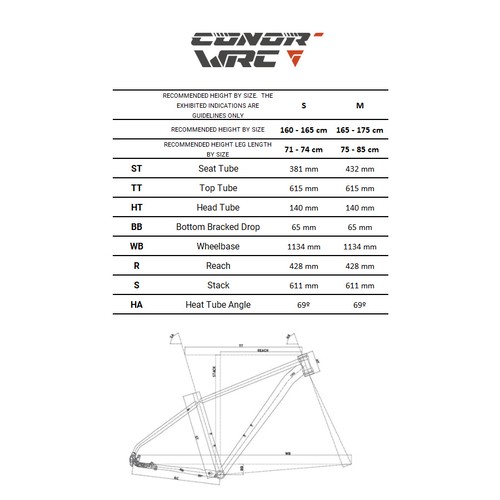 CONOR
WRC
RECOMMENDED HEIGHT BY SIZE. THE
EXHIBITED INDICATIONS ARE
GUIDELINES ONLY
S M
RECOMMENDED HEIGHT BY SIZE 160 - 165 cm 165 - 175 cm
RECOMMENDED HEIGHT LEG LENGTH
BY SIZE
71 - 74 cm 75 - 85 cm
ST Seat Tube 381 mm 432 mm
TT Top Tube 615 mm 615 mm
HT Head Tube 140 mm 140 mm
BB Bottom Bracked Drop 65 mm 65 mm
WB Wheelbase 1134 mm 1134 mm
R Reach 428 mm 428 mm
S Stack 611 mm 611 mm
HA Heat Tube Angle 69º 69º
TT
REACH
STACK
HT
ST
WB